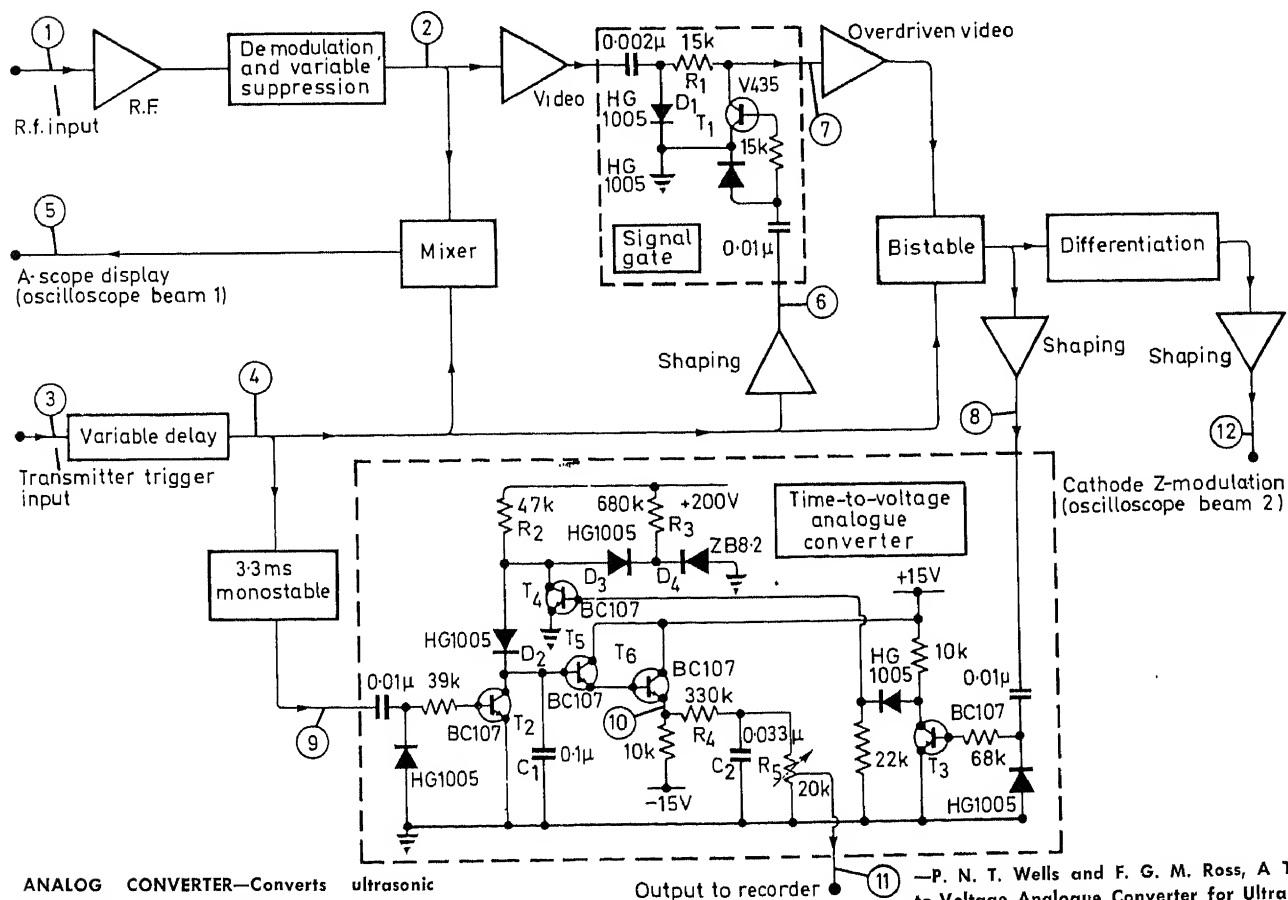 1
R.f. input
R.F.
De modulation
and variable
suppression
2
Video
0·002µ
15k
R1
HG
1005
D1
T1
V435
15k
HG
1005
0·01µ
Signal
gate
6
Overdriven video
7
5
A-scope display
(oscilloscope beam 1)
Mixer
Bistable
Differentiation
Shaping
Shaping
Shaping
8
12
Cathode Z-modulation
(oscilloscope beam 2)
3
Transmitter trigger
input
Variable delay
4
3·3ms
monostable
9
Time-to-voltage
analogue
converter
47k
R2
680k
R3
+200V
HG1005
D3
ZB8·2
D4
T4
BC107
HG1005
D2
T5
BC107
T6
BC107
0·01µ
39k
BC107
T2
HG1005
C1
0·1µ
10
10k
-15V
330k
R4
0·033µ
C2
R5
20k
+15V
10k
HG
1005
22k
T3
BC107
68k
0·01µ
HG1005
ANALOG CONVERTER—Converts ultrasonic
Output to recorder
11
—P. N. T. Wells and F. G. M. Ross, A T
to Voltage Analogue Converter for Ultra